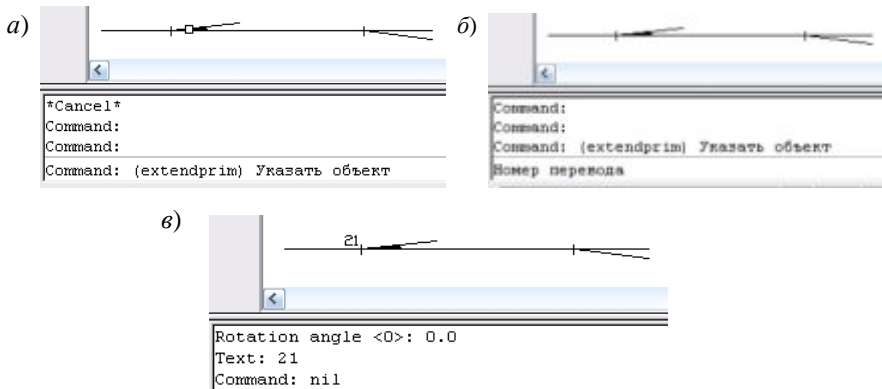 а)
*Cancel*
Command:
Command:
Command: (extendprim) Указать объект
б)
Command:
Command:
Command: (extendprim) Указать объект
Номер перевода
в)
21
Rotation angle <0>: 0.0
Text: 21
Command: nil